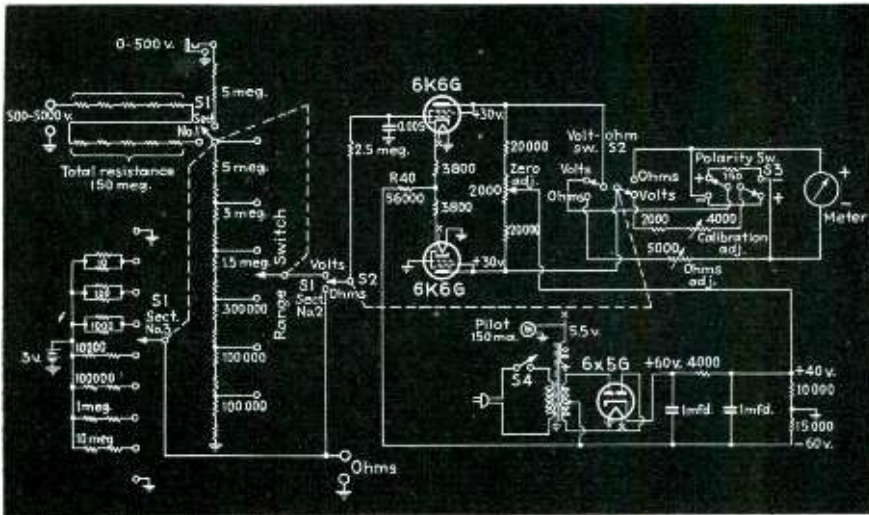 0-500 v.
500-5000 v.
S1
Sect.
No.1
5 meg.
Total resistance
150 meg.
5 meg.
3 meg.
1.5 meg.
300000
100000
100000
Range Switch
S1
Sect.
No.3
3v.
1000
10000
100000
1 meg.
10 meg.
Volts
S1
Sect.
No.2
Ohms
S2
Ohms
2.5 meg.
0.005
6K6G
+30v.
3800
R40
56000
3800
6K6G
+30v.
20000
Zero
adj.
2000
20000
Volt-
ohm
sw. S2
Volts
Ohms
Ohms
Volts
Polarity Sw.
S3
+
-
+
2000
4000
Calibration
adj.
5000
Ohms
adj.
+
-
Meter
Pilot
150 ma.
5.5 v.
S4
6x5G
+60v.
4000
1mfd.
1mfd.
+40 v.
10000
15000
-60v.